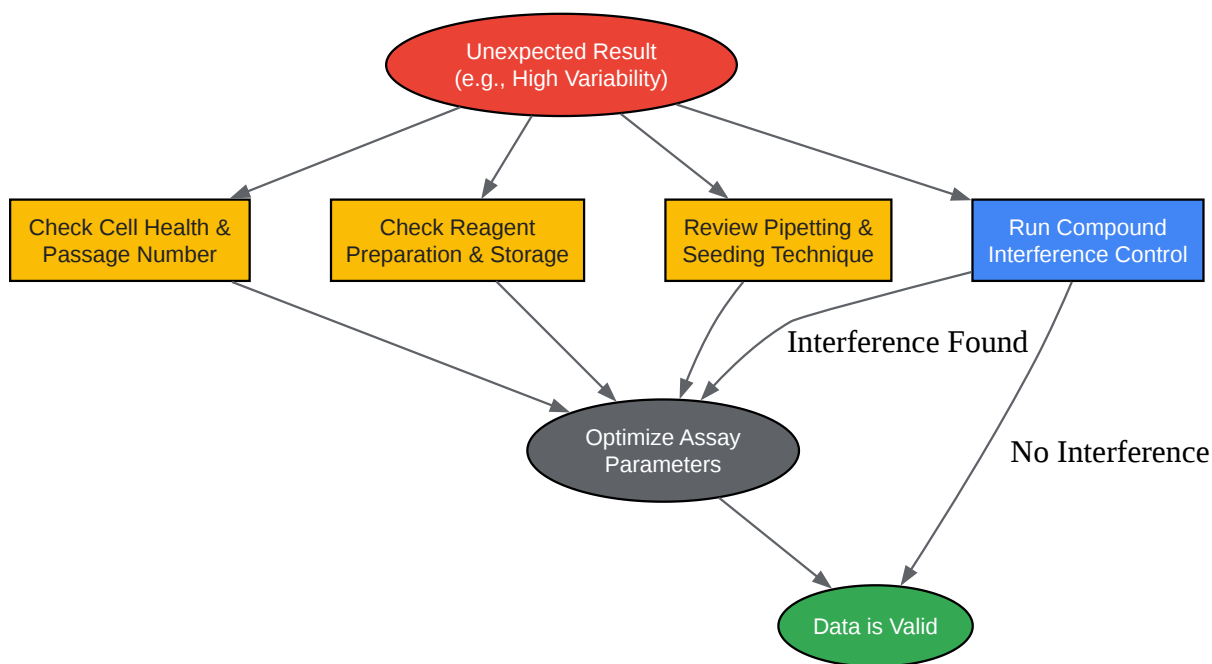 Unexpected Result
(e.g., High Variability)
Check Cell Health &
Passage Number
Check Reagent
Preparation & Storage
Review Pipetting &
Seeding Technique
Run Compound
Interference Control
Interference Found
Optimize Assay
Parameters
No Interference
Data is Valid